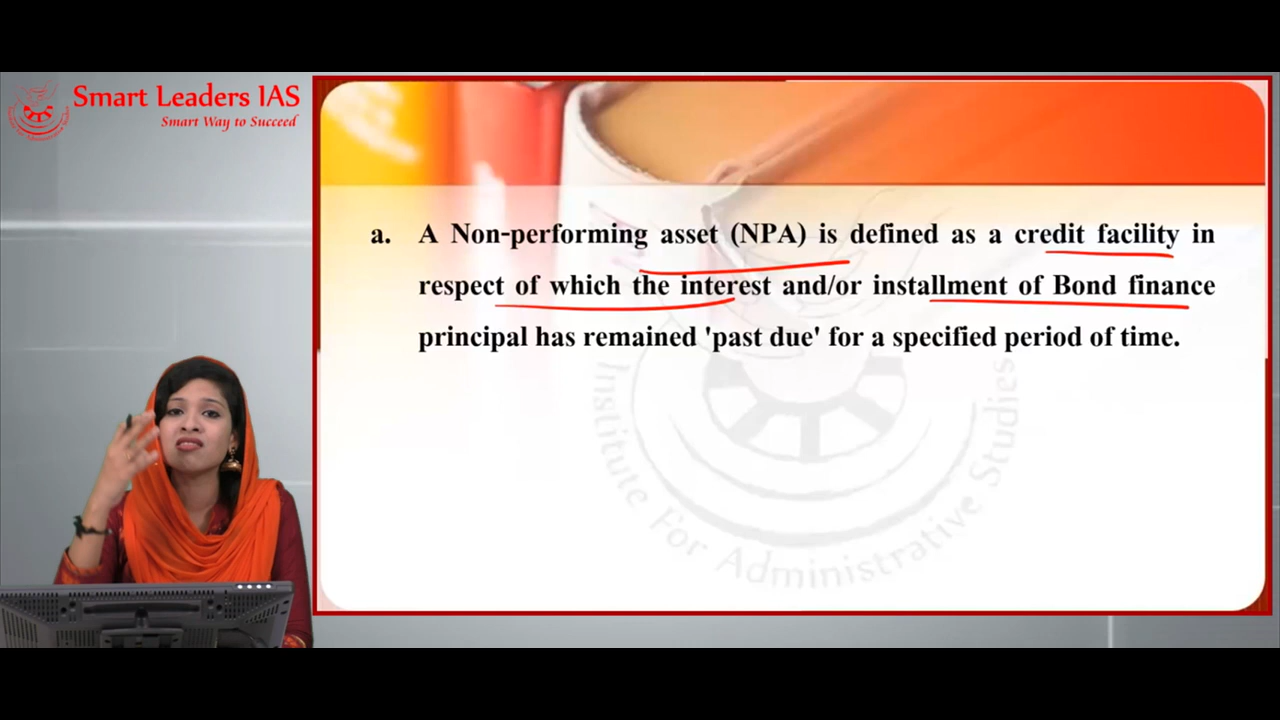 Smart Leaders IAS
Smart Way to Succeed
a. A Non-performing asset (NPA) is defined as a credit facility in
respect of which the interest and/or installment of Bond finance
principal has remained 'past due' for a specified period of time.
Institute For Administrative Studies